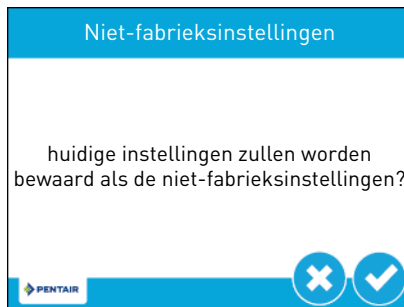 Niet-fabrieksinstellingen
huidige instellingen zullen worden
bewaard als de niet-fabrieksinstellingen?
PENTAIR